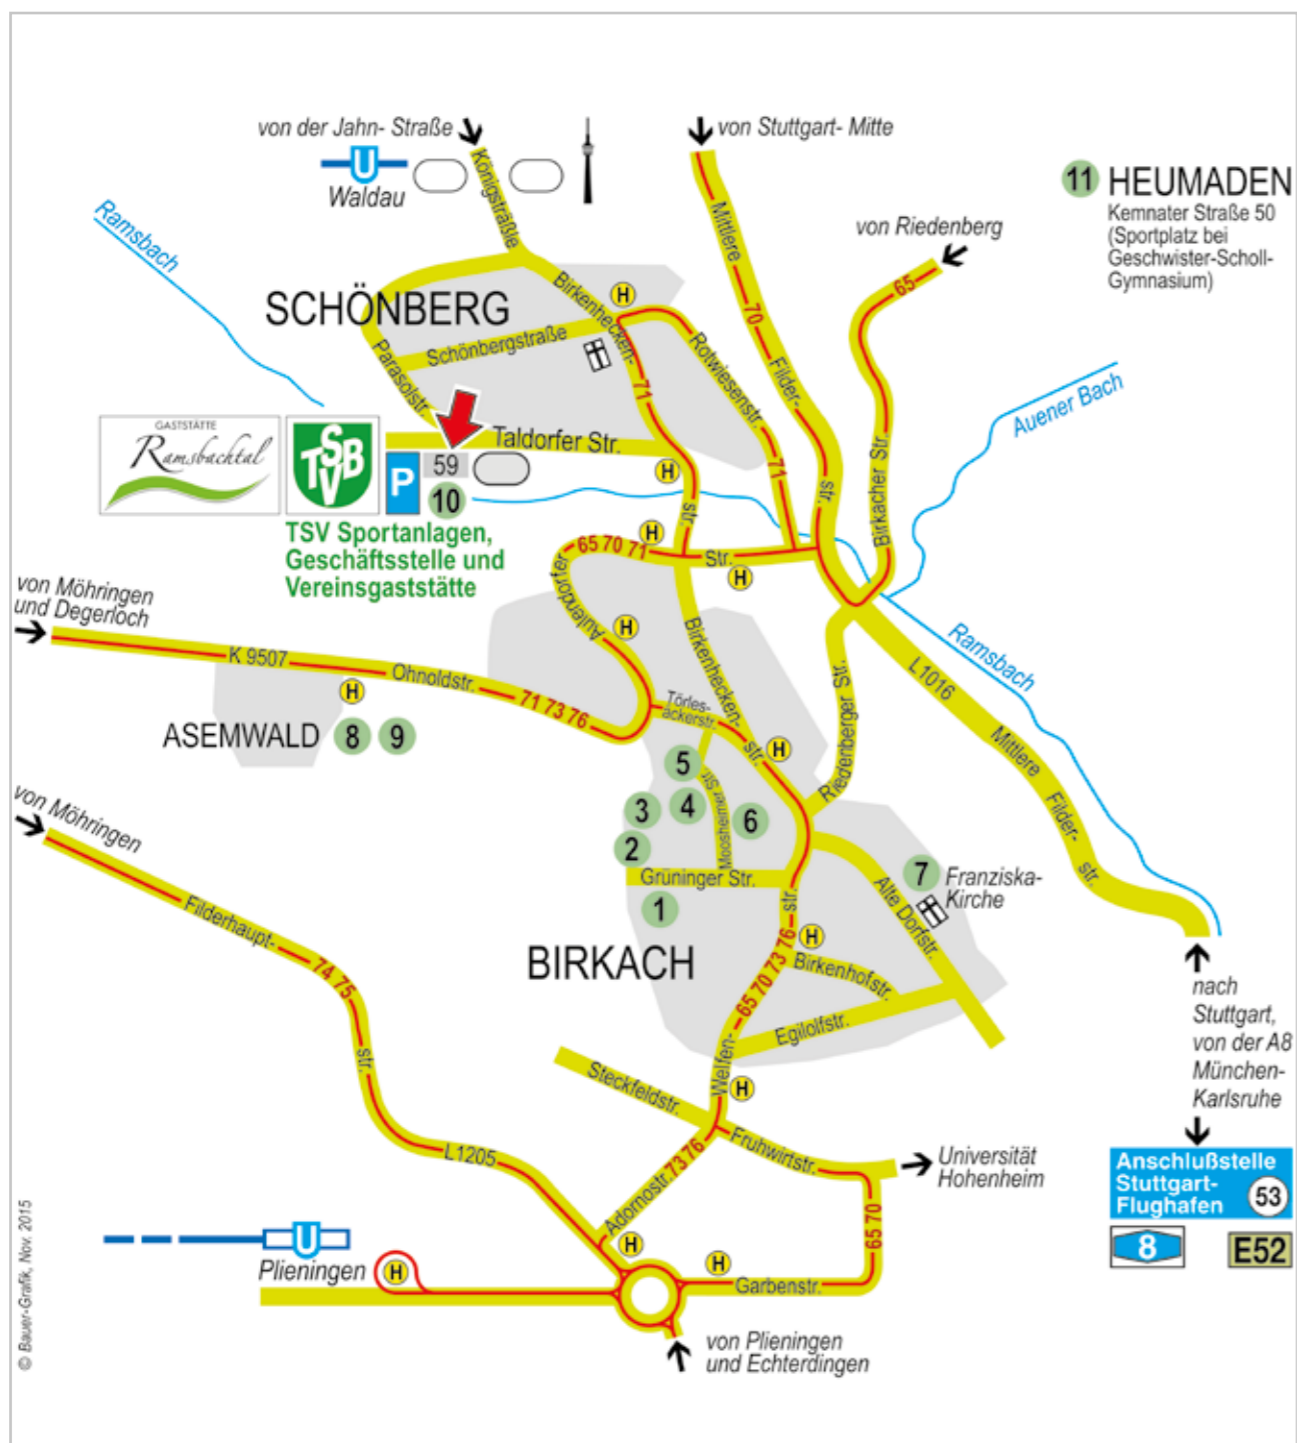 von der Jahn- Straße
U
Waldau
Königsträßle
von Stuttgart- Mitte
11 HEUMADEN
Kemnater Straße 50
(Sportplatz bei
Geschwister-Scholl-
Gymnasium)
von Riedenberg
Ramsbach
Mittlere
70
Filder-
str.
65
Birkacher Str.
Auener Bach
SCHÖNBERG
Birkenhecken-
H
71
str.
Schönbergstraße
Parasolstr.
Rotwiesenstr.
71
Taldorfer Str.
H
GASTSTÄTTE
Ramsbachtal
TSV
SB
P
59
10
TSV Sportanlagen,
Geschäftsstelle und
Vereinsgaststätte
65 70 71
H
Str.
H
Aulendorfer
H
von Möhringen
und Degerloch
K 9507
Ohnoldstr.
71 73 76
H
ASEMWALD
8
9
Birkenhecken-
str.
Törles-
äckerstr.
H
Riedenberger Str.
L1016
Ramsbach
Mittlere
Filder-
str.
5
4
3
2
6
Moosheimer Str.
Grüninger Str.
1
7
Franziska-
Kirche
Alte Dorfstr.
BIRKACH
str.
H
65 70 73 76
Birkenhofstr.
Egilolfstr.
Welfen-
H
von Möhringen
Filderhaupt-
74 75
str.
L1205
Steckfeldstr.
Fruhwirtstr.
Adornostr.
73 76
Universität
Hohenheim
65 70
nach
Stuttgart,
von der A8
München-
Karlsruhe
Anschlußstelle
Stuttgart-
Flughafen
53
8
E52
U
Plieningen
H
H
H
Garbenstr.
von Plieningen
und Echterdingen
© Bauer-Grafik, Nov. 2015